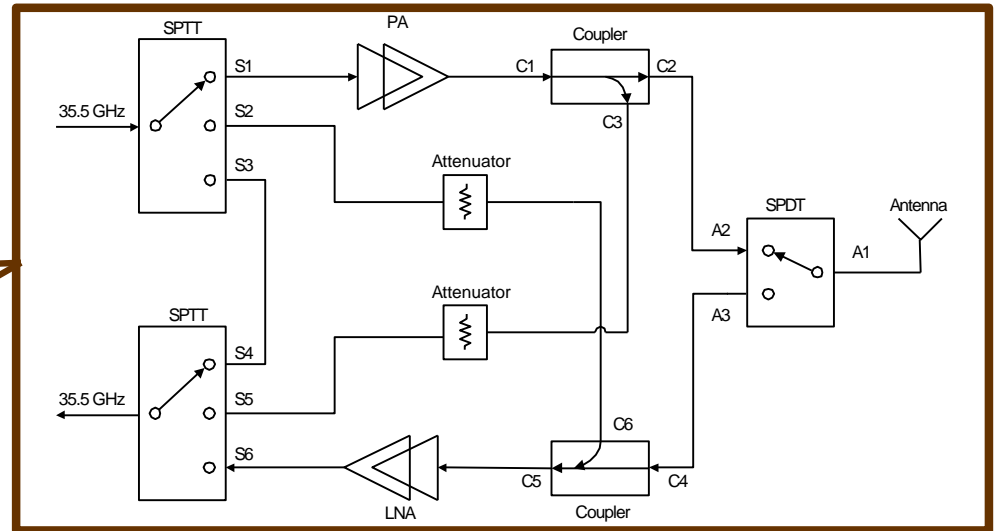 SPTT
PA
Coupler
S1
C1
C2
35.5 GHz
S2
C3
S3
Attenuator
SPDT
Antenna
A2
A1
Attenuator
A3
SPTT
S4
35.5 GHz
S5
C6
S6
C5
C4
LNA
Coupler